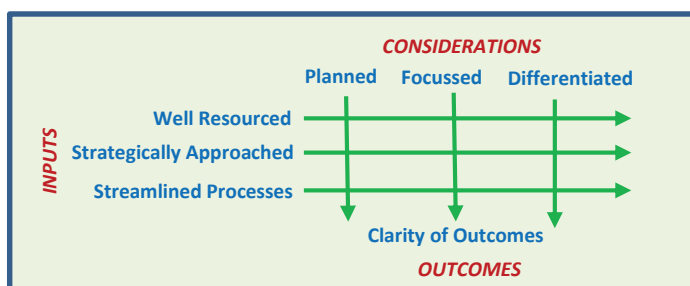 CONSIDERATIONS
Planned Focussed Differentiated
INPUTS
Well Resourced
Strategically Approached
Streamlined Processes
Clarity of Outcomes
OUTCOMES